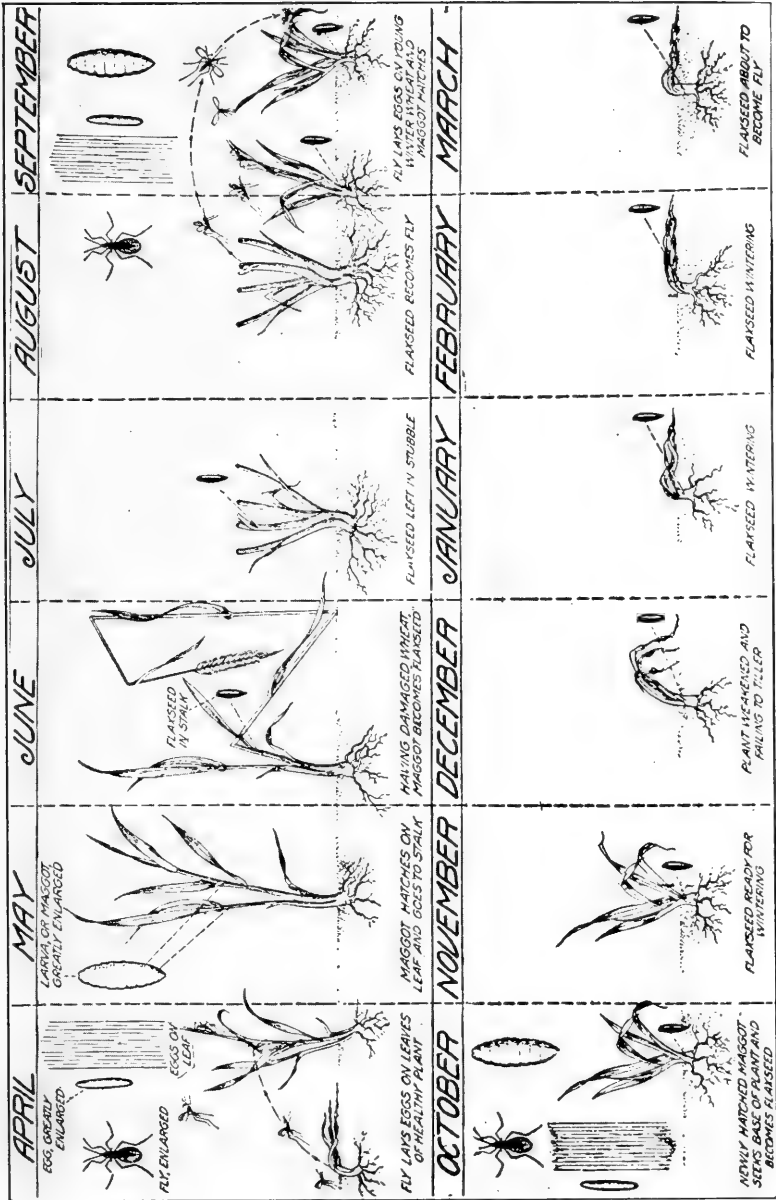 APRIL
EGG, GREATLY
ENLARGED
EGGS ON
LEAF
FLY, ENLARGED
FLY LAYS EGGS ON LEAVES
OF HEALTHY PLANT
MAY
LARVA, OR MAGGOT,
GREATLY ENLARGED
MAGGOT HATCHES ON
LEAF AND GOES TO STALK
JUNE
FLAXSEED
IN STALK
HAVING DAMAGED WHEAT,
MAGGOT BECOMES "FLAXSEED"
JULY
FLAXSEED LEFT IN STUBBLE
AUGUST
FLAXSEED BECOMES FLY
SEPTEMBER
FLY LAYS EGGS ON YOUNG
WINTER WHEAT AND
MAGGOT HATCHES
OCTOBER
NEWLY HATCHED MAGGOT
SEEKS BASE OF PLANT AND
BECOMES FLAXSEED
NOVEMBER
FLAXSEED READY FOR
WINTERING
DECEMBER
PLANT WEAKENED AND
FAILING TO TILLER
JANUARY
FLAXSEED WINTERING
FEBRUARY
FLAXSEED WINTERING
MARCH
FLAXSEED ABOUT TO
BECOME FLY